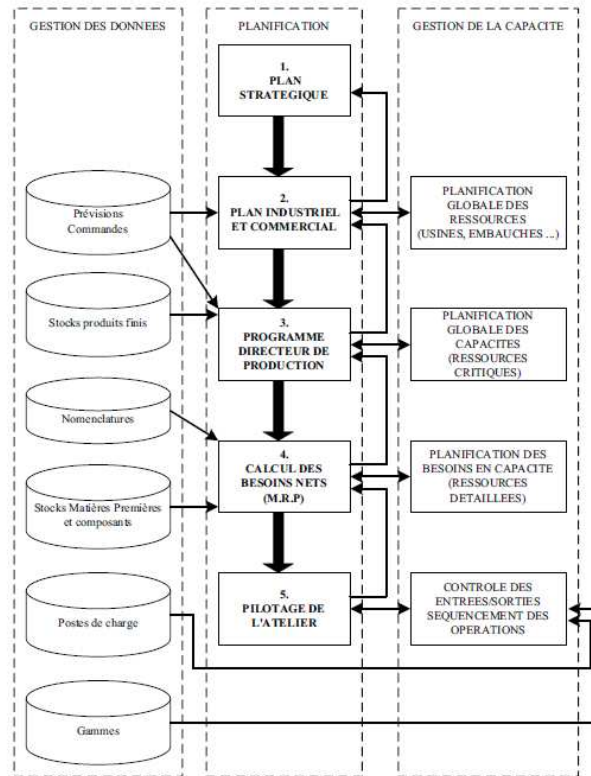 GESTION DES DONNEES
PLANIFICATION
GESTION DE LA CAPACITE
1.
PLAN
STRATEGIQUE
Prévisions
Commandes
2.
PLAN INDUSTRIEL
ET COMMERCIAL
PLANIFICATION
GLOBALE DES
RESSOURCES
(USINES, EMBAUCHES ...)
Stocks produits finis
3.
PROGRAMME
DIRECTEUR DE
PRODUCTION
PLANIFICATION
GLOBALE DES
CAPACITES
(RESSOURCES
CRITIQUES)
Nomenclatures
4.
CALCUL DES
BESOINS NETS
(M.R.P)
PLANIFICATION DES
BESOINS EN CAPACITE
(RESSOURCES
DETAILLEES)
Stocks Matières Premières
et composants
5.
PILOTAGE DE
L'ATELIER
CONTROLE DES
ENTREES/SORTIES
SEQUENCEMENT DES
OPERATIONS
Postes de charge
Gammes